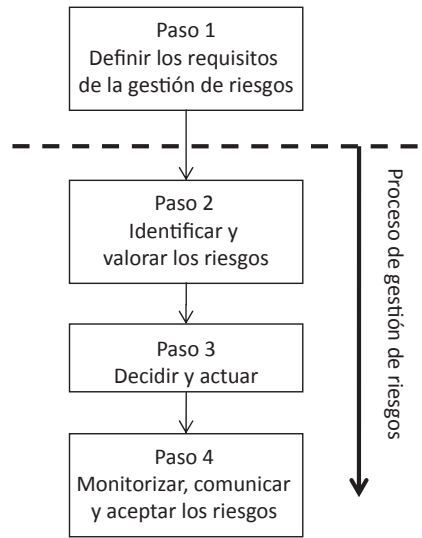 Paso 1
Definir los requisitos
de la gestión de riesgos
Paso 2
Identificar y
valorar los riesgos
Paso 3
Decidir y actuar
Paso 4
Monitorizar, comunicar
y aceptar los riesgos
Proceso de gestión de riesgos